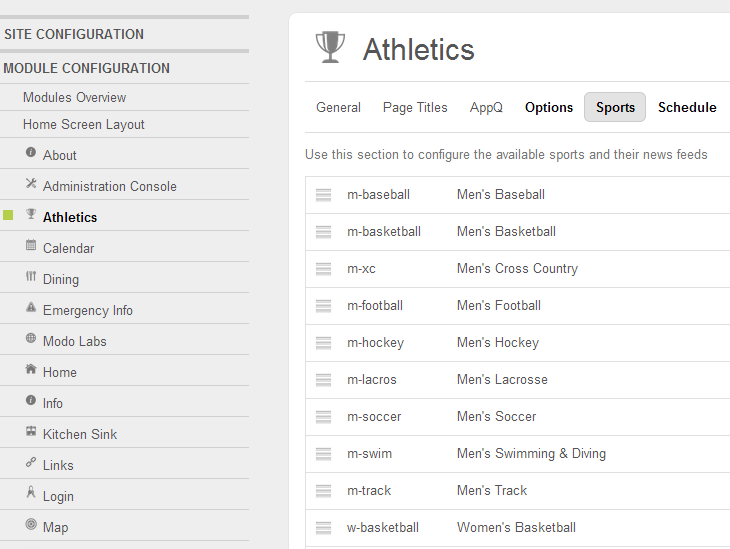 SITE CONFIGURATION
MODULE CONFIGURATION
Modules Overview
Home Screen Layout
About
Administration Console
Athletics
Calendar
Dining
Emergency Info
Modo Labs
Home
Info
Kitchen Sink
Links
Login
Map
Athletics
General Page Titles AppQ Options Sports Schedule
Use this section to configure the available sports and their news feeds
m-baseball Men's Baseball
m-basketball Men's Basketball
m-xc Men's Cross Country
m-football Men's Football
m-hockey Men's Hockey
m-lacros Men's Lacrosse
m-soccer Men's Soccer
m-swim Men's Swimming & Diving
m-track Men's Track
w-basketball Women's Basketball